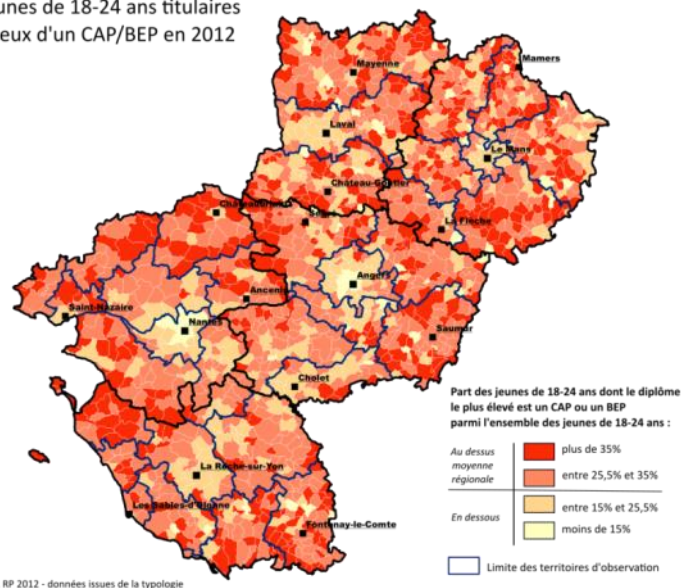 unes de 18-24 ans titulaires
eux d'un CAP/BEP en 2012
Mayenne
Mamers
Laval
Le Mans
Château-Gontier
Châteaubriant
Segré
La Flèche
Angers
Ancenis
Saint-Nazaire
Nantes
Saumur
Cholet
La Roche-sur-Yon
Les Sables-d'Olonne
Fontenay-le-Comte
Part des jeunes de 18-24 ans dont le diplôme
le plus élevé est un CAP ou un BEP
parmi l'ensemble des jeunes de 18-24 ans :
Au dessus
moyenne
régionale
plus de 35%
entre 25,5% et 35%
En dessous
entre 15% et 25,5%
moins de 15%
Limite des territoires d'observation
RP 2012 - données issues de la typologie